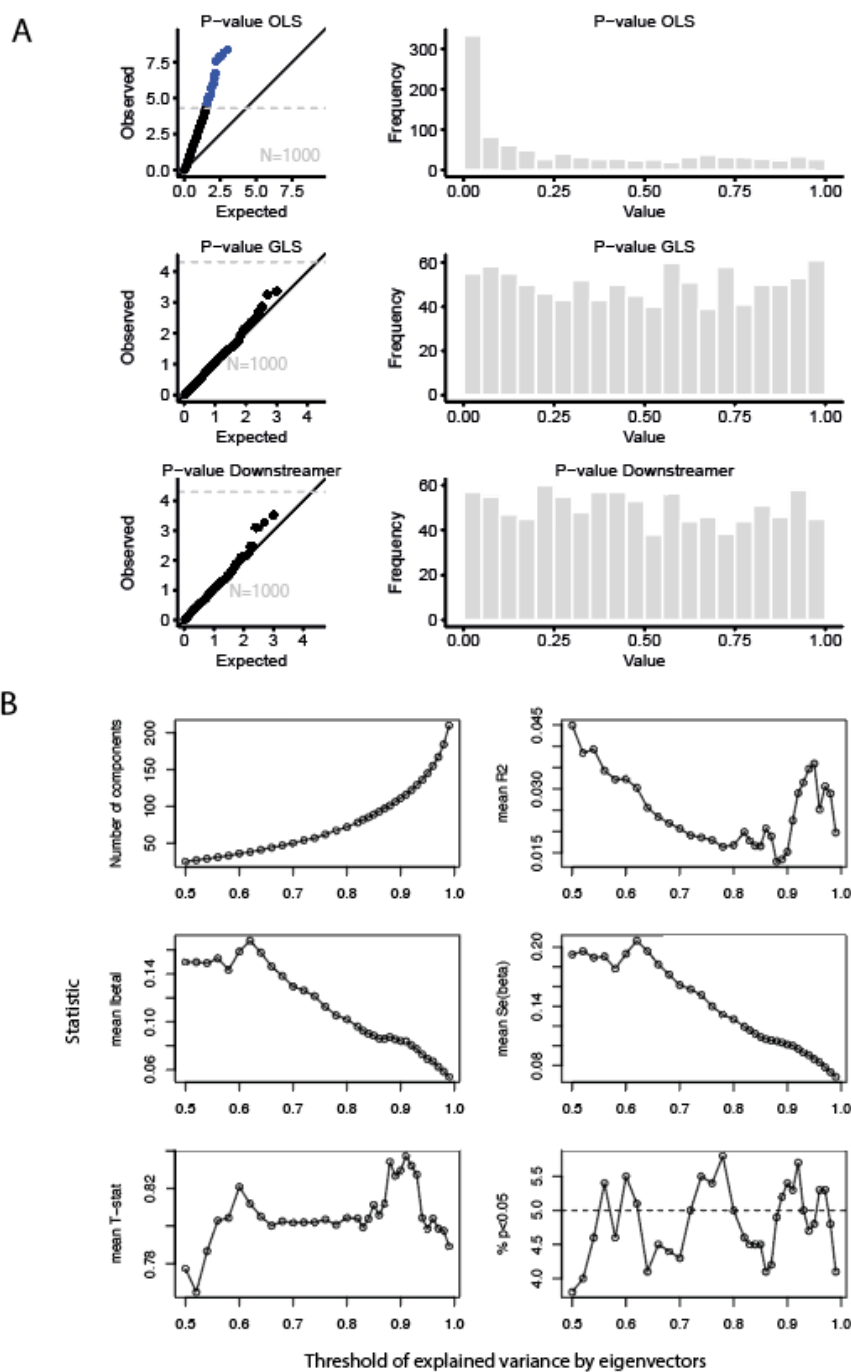 A
P-value OLS
Observed
7.5
5.0
2.5
0.0
N=1000
0.0 2.5 5.0 7.5
Expected
P-value OLS
Frequency
300
200
100
0
0.00 0.25 0.50 0.75 1.00
Value
P-value GLS
Observed
4
3
2
1
0
N=1000
0 1 2 3 4
Expected
P-value GLS
Frequency
60
40
20
0
0.00 0.25 0.50 0.75 1.00
Value
P-value Downstreamer
Observed
4
3
2
1
0
N=1000
0 1 2 3 4
Expected
P-value Downstreamer
Frequency
60
40
20
0
0.00 0.25 0.50 0.75 1.00
Value
B
Statistic
Number of components
200
150
100
50
0.5 0.6 0.7 0.8 0.9 1.0
mean R2
0.045
0.030
0.015
0.5 0.6 0.7 0.8 0.9 1.0
mean |beta|
0.14
0.10
0.06
0.5 0.6 0.7 0.8 0.9 1.0
mean Se(beta)
0.20
0.14
0.08
0.5 0.6 0.7 0.8 0.9 1.0
mean T-stat
0.82
0.78
0.5 0.6 0.7 0.8 0.9 1.0
% p<0.05
5.5
5.0
4.5
4.0
0.5 0.6 0.7 0.8 0.9 1.0
Threshold of explained variance by eigenvectors